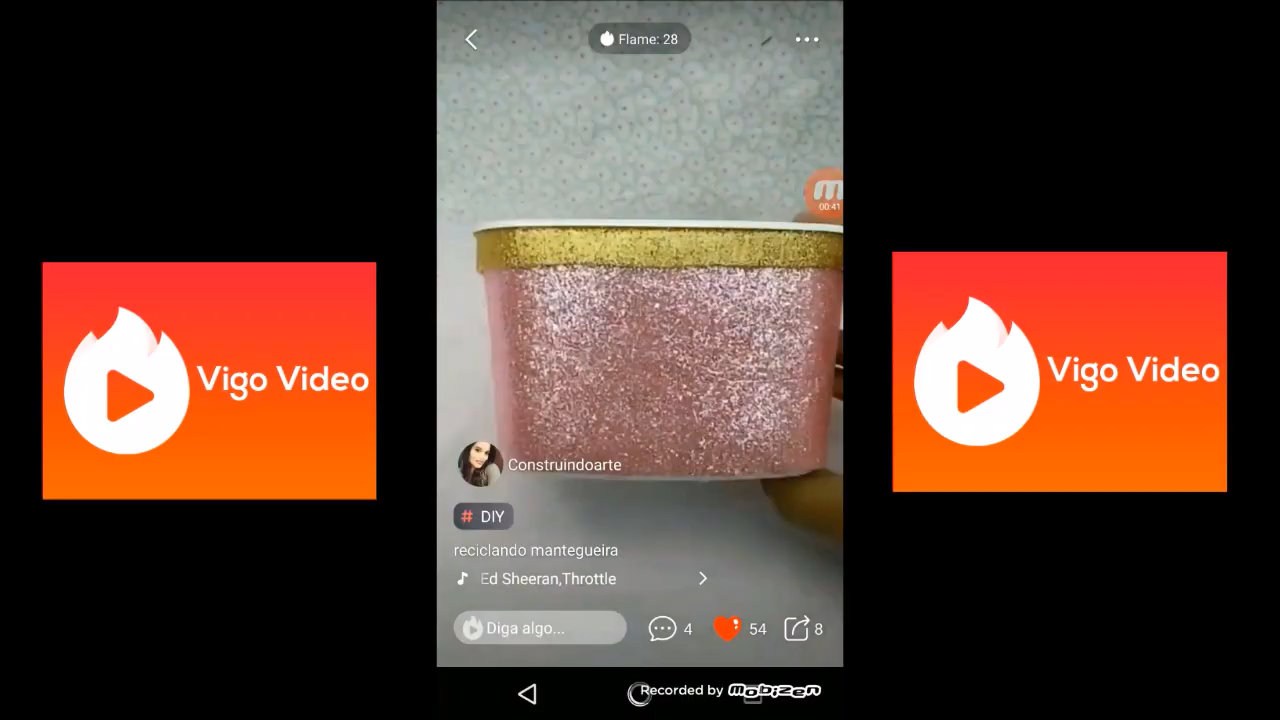 Flame: 28
00:41
Vigo Video
Vigo Video
Construindoarte
# DIY
reciclando mantegueira
Ed Sheeran,Throttle
Diga algo...
4
54
8
Recorded by mobizen